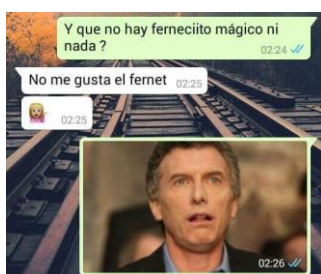 Y que no hay ferneciito mágico ni
nada ?
02:24
No me gusta el fernet 02:25
02:25
02:26